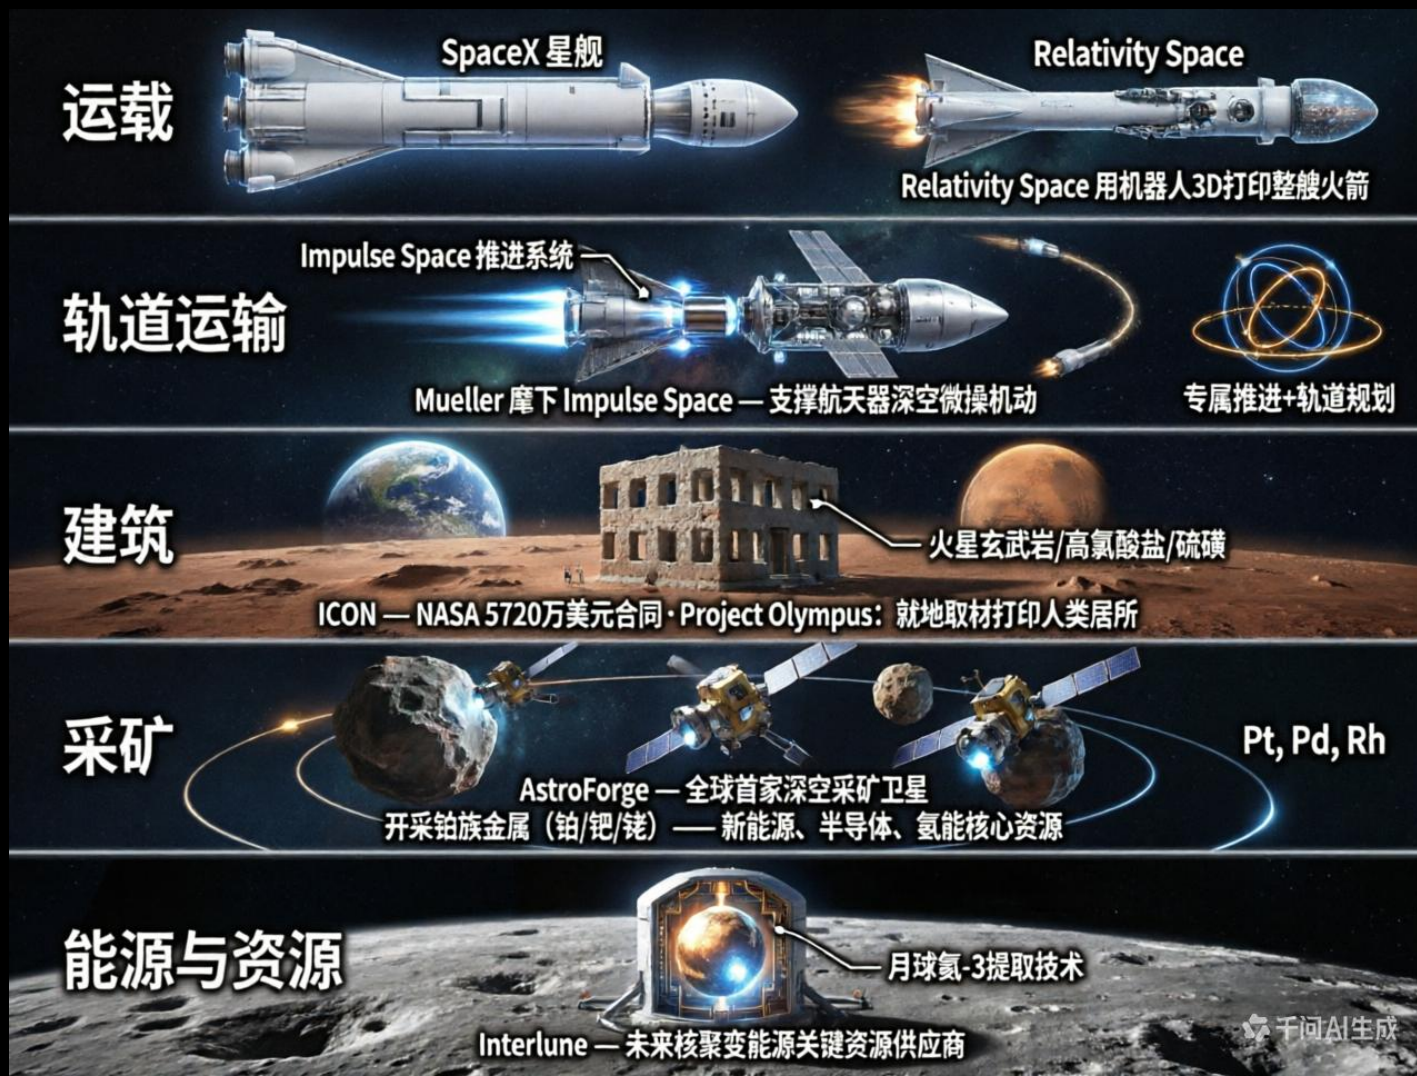 运载
SpaceX 星舰
Relativity Space
Relativity Space 用机器人3D打印整艘火箭
轨道运输
Impulse Space 推进系统
Mueller 麾下 Impulse Space — 支撑航天器深空微操机动
专属推进+轨道规划
建筑
火星玄武岩/高氯酸盐/硫磺
ICON — NASA 5720万美元合同 · Project Olympus：就地取材打印人类居所
采矿
Pt, Pd, Rh
AstroForge — 全球首家深空采矿卫星
开采铂族金属（铂/钯/铑）—— 新能源、半导体、氢能核心资源
能源与资源
月球氦-3提取技术
Interlune — 未来核聚变能源关键资源供应商
千问AI生成